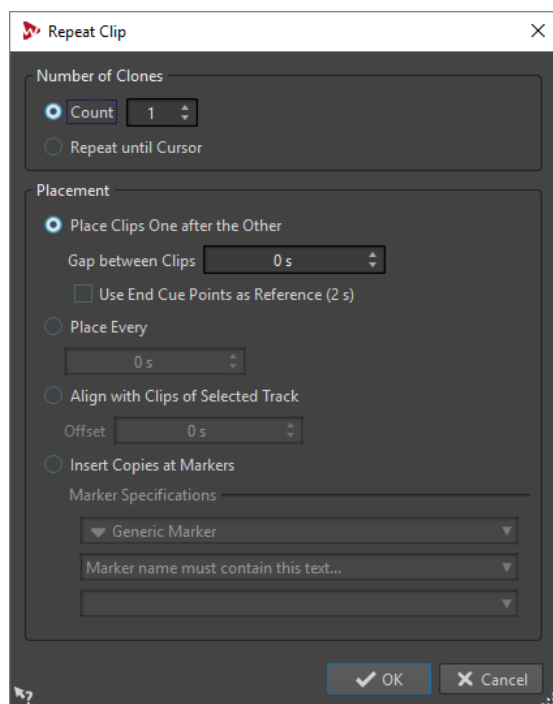 Repeat Clip
Number of Clones
Count 1
Repeat until Cursor
Placement
Place Clips One after the Other
Gap between Clips 0 s
Use End Cue Points as Reference (2 s)
Place Every
0 s
Align with Clips of Selected Track
Offset 0 s
Insert Copies at Markers
Marker Specifications
Generic Marker
Marker name must contain this text...
OK Cancel